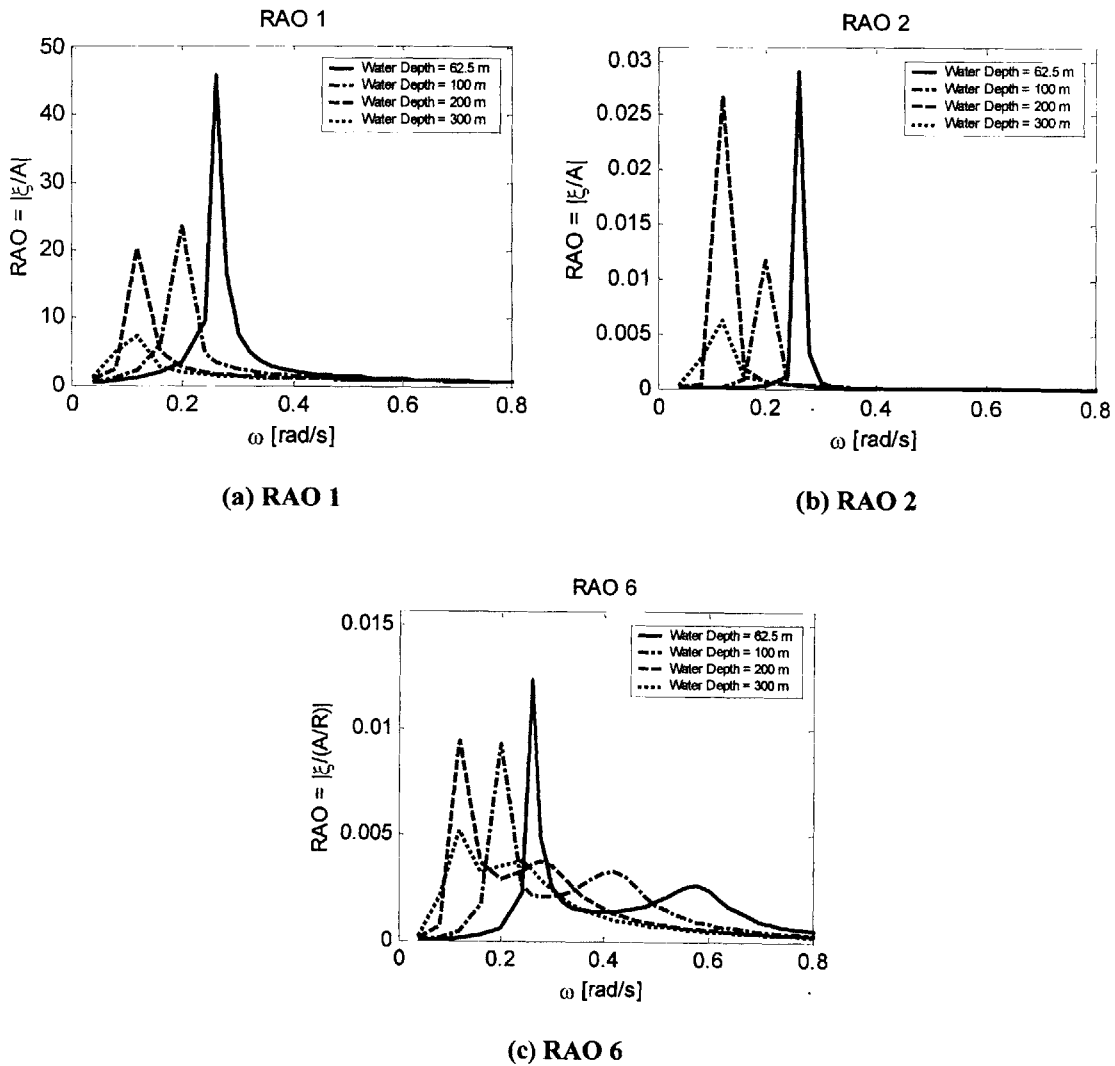 RAO 1
50
40
30
20
10
0
RAO = |ξ/A|
Water Depth = 62.5 m
Water Depth = 100 m
Water Depth = 200 m
Water Depth = 300 m
0
0.2
0.4
0.6
0.8
ω [rad/s]
(a) RAO 1
RAO 2
0.03
0.025
0.02
0.015
0.01
0.005
0
RAO = |ξ/A|
Water Depth = 62.5 m
Water Depth = 100 m
Water Depth = 200 m
Water Depth = 300 m
0
0.2
0.4
0.6
0.8
ω [rad/s]
(b) RAO 2
RAO 6
0.015
0.01
0.005
0
RAO = |ξ/(A/R)|
Water Depth = 62.5 m
Water Depth = 100 m
Water Depth = 200 m
Water Depth = 300 m
0
0.2
0.4
0.6
0.8
ω [rad/s]
(c) RAO 6